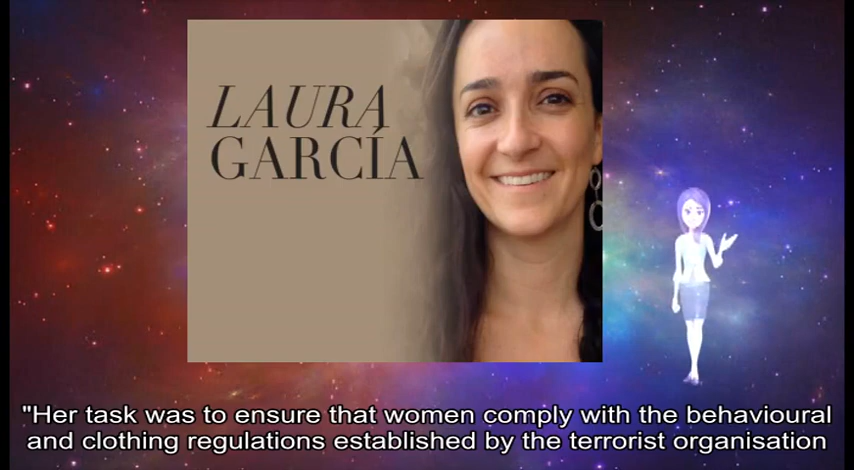 LAURA
GARCÍA
"Her task was to ensure that women comply with the behavioural
and clothing regulations established by the terrorist organisation